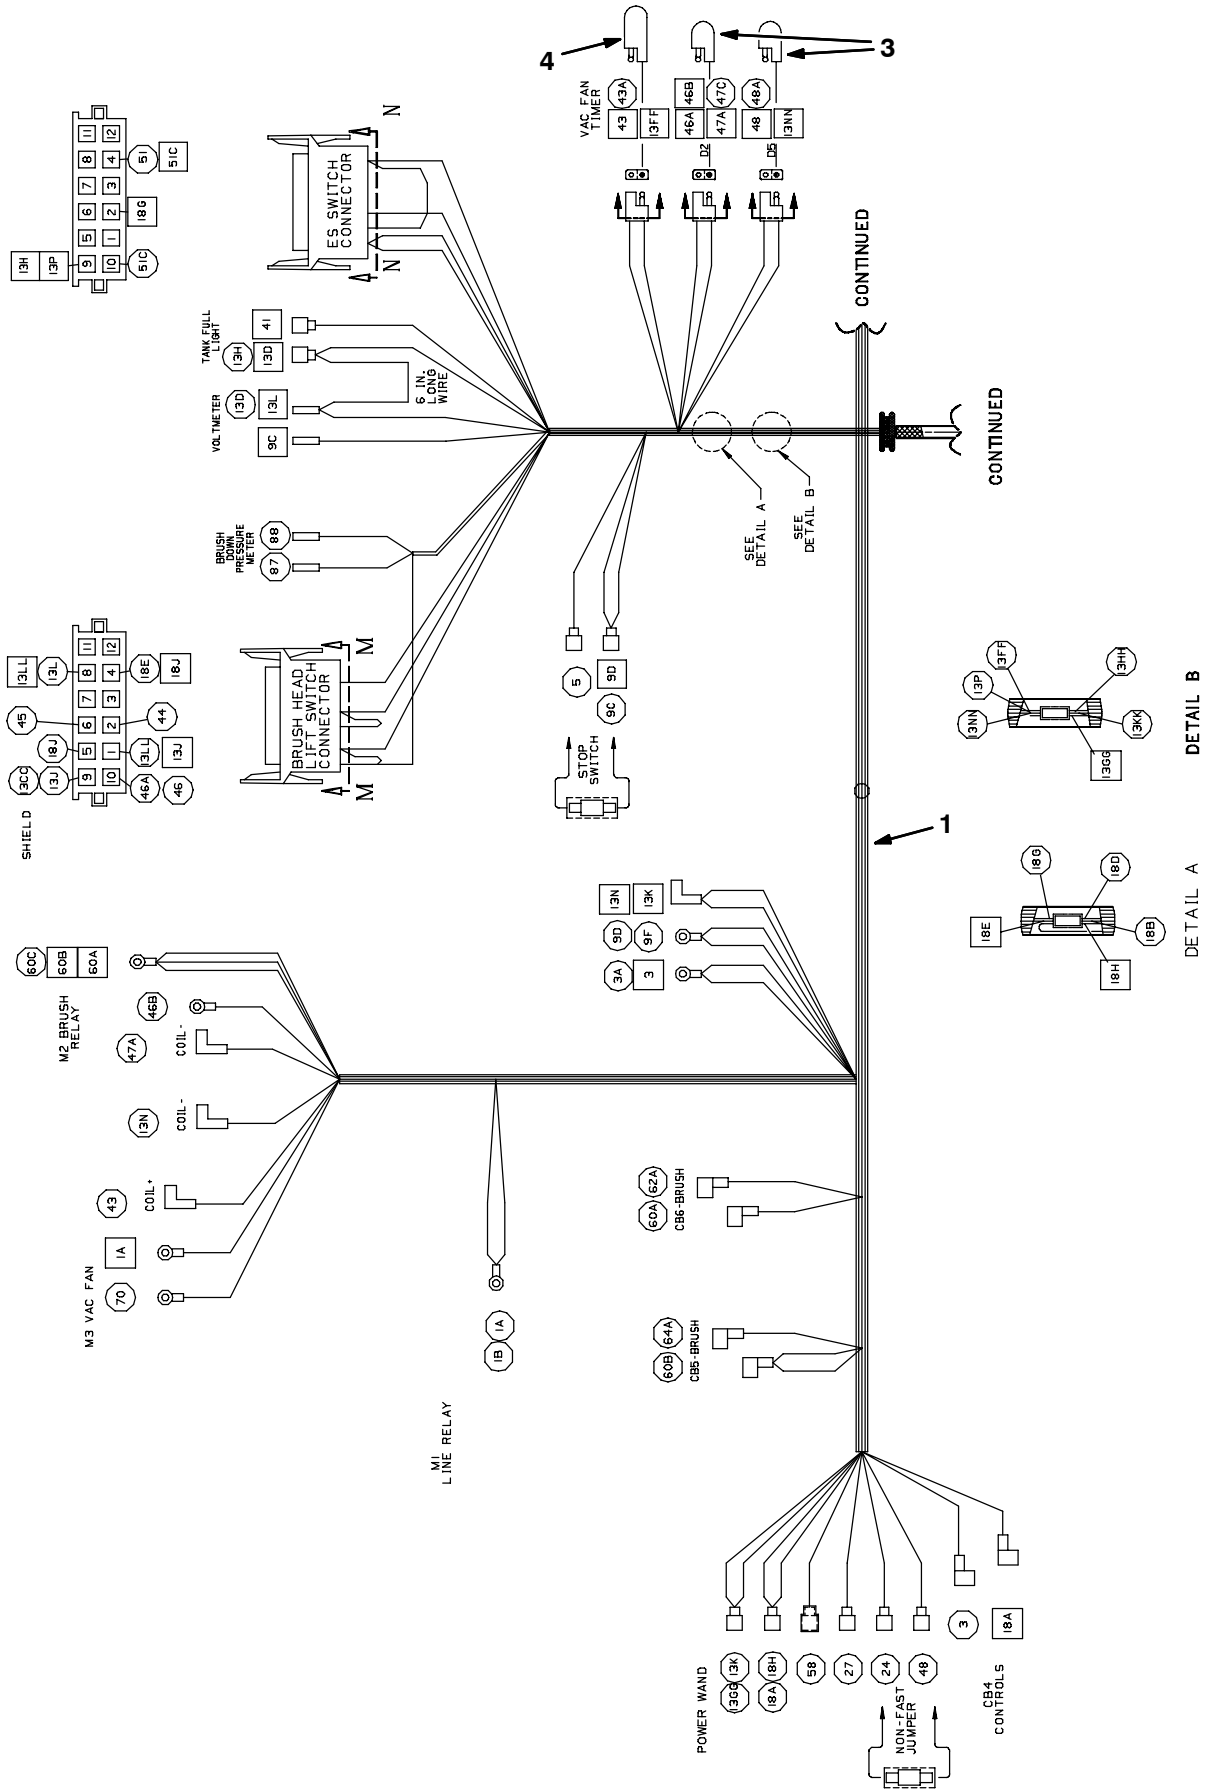 4
3
VAC FAN
TIMER
43
43A
13FF
46A
46B
47A
47C
D2
48
48A
13NN
D5
11
8
7
6
5
9
12
4
3
2
1
10
51
51C
18G
13H
13P
51C
ES SWITCH
CONNECTOR
N
N
TANK FULL
LIGHT
41
13H
13D
6 IN.
LONG
WIRE
VOLTMETER
13D
13L
9C
BRUSH
DOWN
PRESSURE
METER
88
87
SHIELD
11
8
7
6
5
9
12
4
3
2
1
10
13LL
13L
45
18J
13CC
13J
18E
18J
44
13LL
13J
46A
46
BRUSH HEAD
LIFT SWITCH
CONNECTOR
M
M
5
9D
9C
STOP
SWITCH
SEE
DETAIL A
SEE
DETAIL B
CONTINUED
CONTINUED
1
13FF
13P
13NN
13HH
13KK
13GG
DETAIL B
18G
18E
18D
18B
18H
DETAIL A
13N
13K
9D
9F
3A
3
60C
60B
60A
M2 BRUSH
RELAY
46B
47A
COIL-
13N
COIL-
43
COIL+
1A
70
M3 VAC FAN
1B
1A
M1
LINE RELAY
62A
60A
CB6-BRUSH
64A
60B
CB5-BRUSH
POWER WAND
13GG
13K
18A
18H
58
27
24
48
NON-FAST
JUMPER
3
18A
CB4
CONTROLS